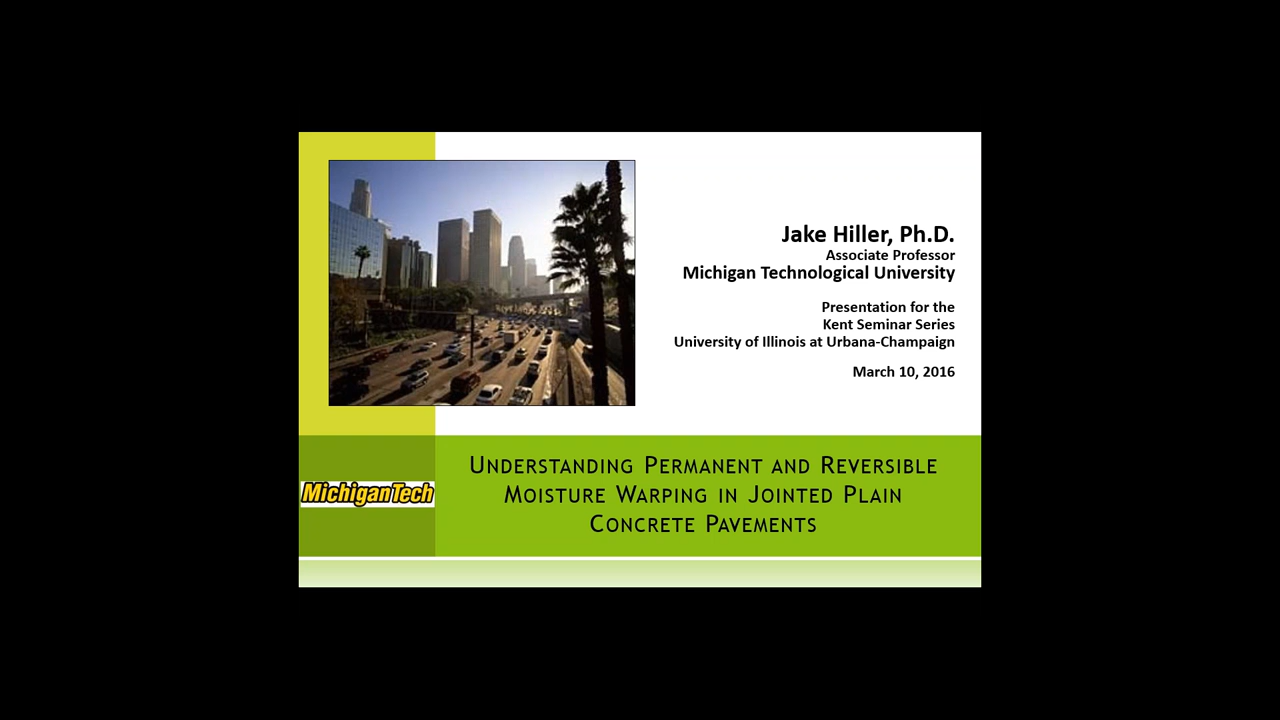 Jake Hiller, Ph.D.
Associate Professor
Michigan Technological University
Presentation for the
Kent Seminar Series
University of Illinois at Urbana-Champaign
March 10, 2016
MichiganTech
Understanding Permanent and Reversible
Moisture Warping in Jointed Plain
Concrete Pavements